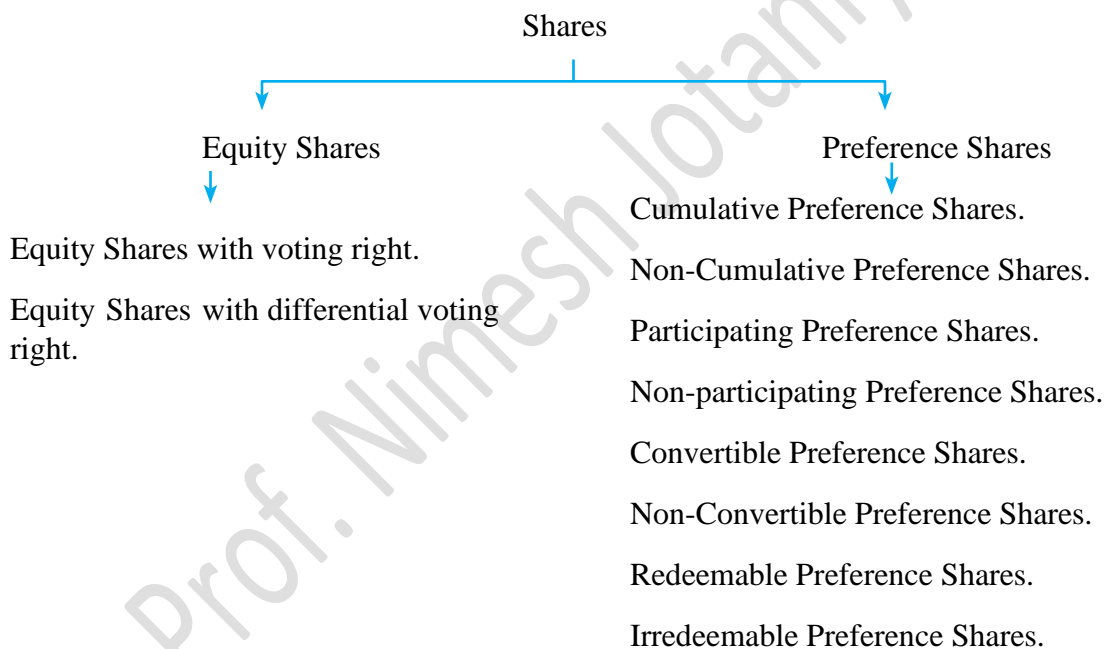 Shares
Equity Shares
Preference Shares
Equity Shares with voting right.
Equity Shares with differential voting
right.
Cumulative Preference Shares.
Non-Cumulative Preference Shares.
Participating Preference Shares.
Non-participating Preference Shares.
Convertible Preference Shares.
Non-Convertible Preference Shares.
Redeemable Preference Shares.
Irredeemable Preference Shares.
Prof. Nimesh